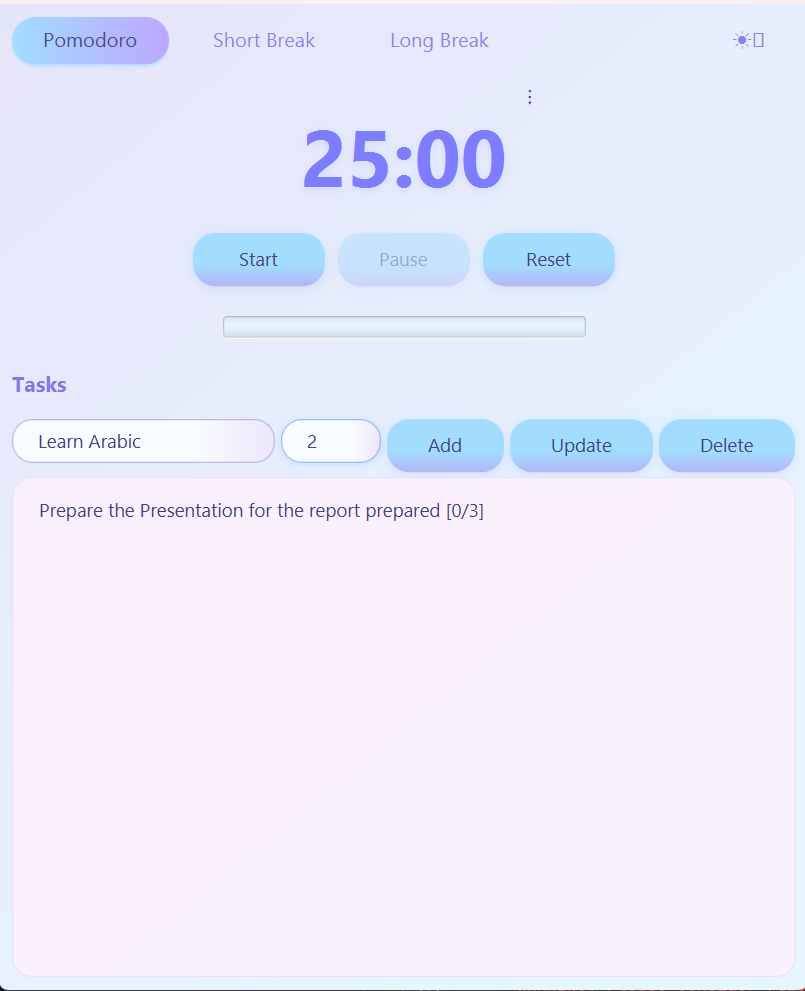 Pomodoro Short Break Long Break ☀
⋮
25:00
Start Pause Reset
Tasks
Learn Arabic 2 Add Update Delete
Prepare the Presentation for the report prepared [0/3]